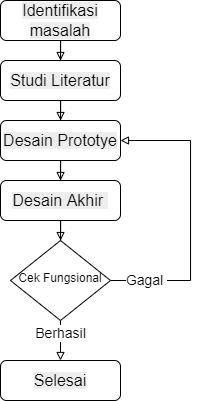 Identifikasi
masalah
Studi Literatur
Desain Prototye
Desain Akhir
Cek Fungsional
Gagal
Berhasil
Selesai